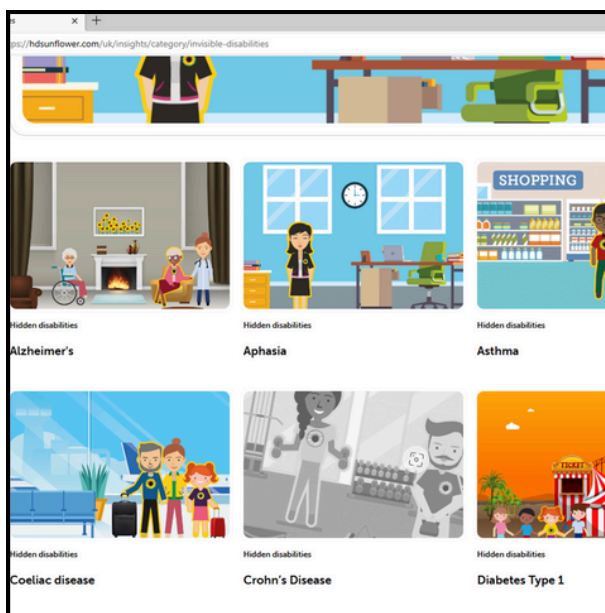 es × +
ps://hdsunflower.com/uk/insights/category/invisible-disabilities
SHOPPING
Hidden disabilities
Hidden disabilities
Hidden disabilities
Alzheimer's
Aphasia
Asthma
TICKET
Hidden disabilities
Hidden disabilities
Hidden disabilities
Coeliac disease
Crohn's Disease
Diabetes Type 1